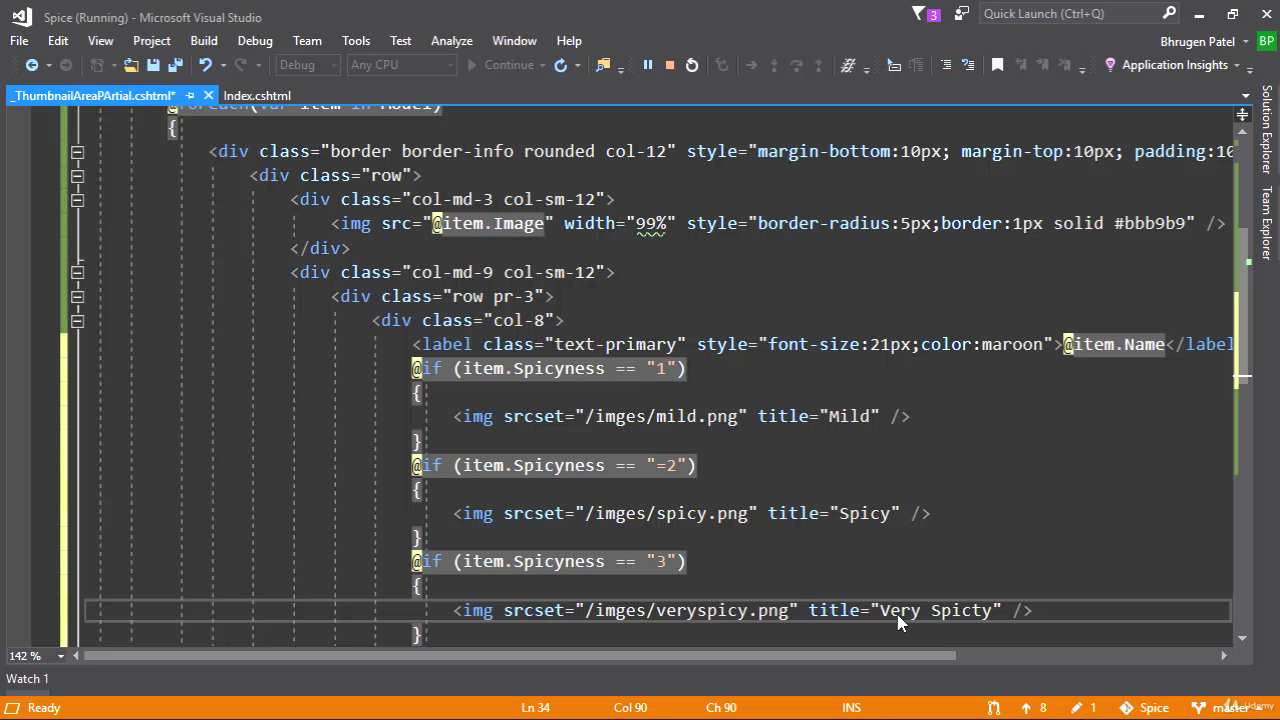 Spice (Running) - Microsoft Visual Studio
3
Quick Launch (Ctrl+Q)
File Edit View Project Build Debug Team Tools Test Analyze Window Help
Bhrugen Patel BP
Debug Any CPU Continue Application Insights
_ThumbnailAreaPArtial.cshtml* Index.cshtml
@foreach(var item in Model)
{
<div class="border border-info rounded col-12" style="margin-bottom:10px; margin-top:10px; padding:10
<div class="row">
<div class="col-md-3 col-sm-12">
<img src="@item.Image" width="99%" style="border-radius:5px;border:1px solid #bbb9b9" />
</div>
<div class="col-md-9 col-sm-12">
<div class="row pr-3">
<div class="col-8">
<label class="text-primary" style="font-size:21px;color:maroon">@item.Name</label
@if (item.Spicyness == "1")
{
<img srcset="/imges/mild.png" title="Mild" />
}
@if (item.Spicyness == "=2")
{
<img srcset="/imges/spicy.png" title="Spicy" />
}
@if (item.Spicyness == "3")
{
<img srcset="/imges/veryspicy.png" title="Very Spicty" />
}
Solution Explorer
Team Explorer
142 %
Watch 1
Ready Ln 34 Col 90 Ch 90 INS 8 1 Spice master
Udemy